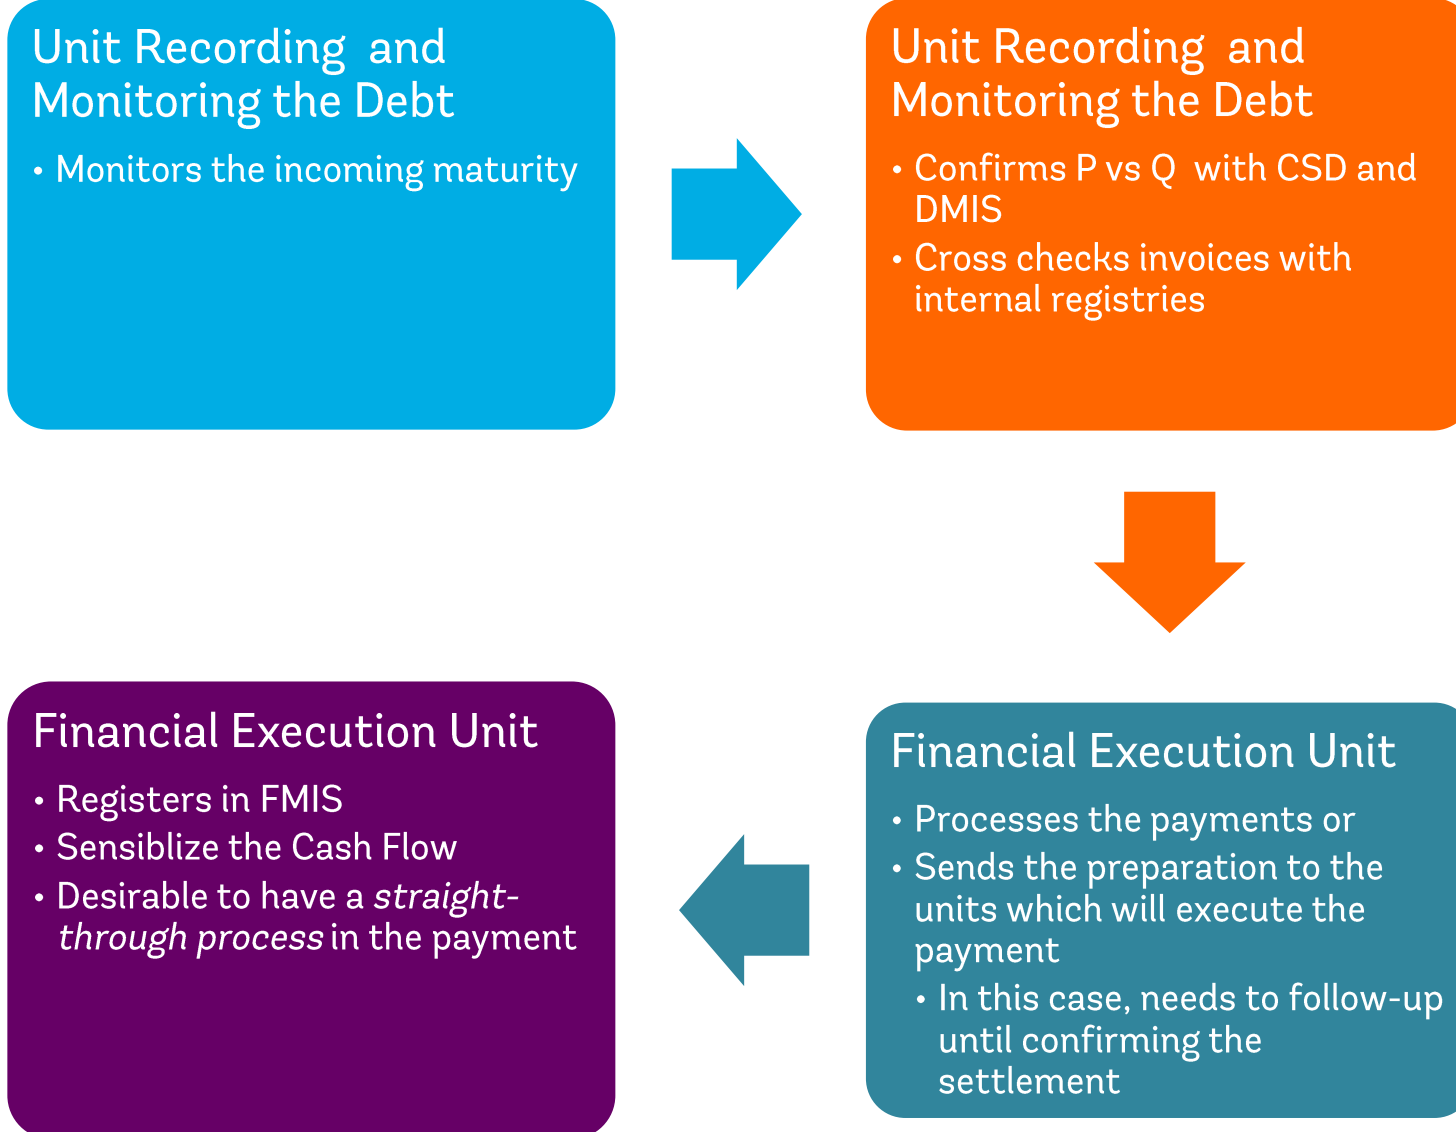 Unit Recording and
Monitoring the Debt
• Monitors the incoming maturity
Unit Recording and
Monitoring the Debt
• Confirms P vs Q with CSD and
DMIS
• Cross checks invoices with
internal registries
Financial Execution Unit
• Processes the payments or
• Sends the preparation to the
units which will execute the
payment
• In this case, needs to follow-up
until confirming the
settlement
Financial Execution Unit
• Registers in FMIS
• Sensiblize the Cash Flow
• Desirable to have a straight-
through process in the payment